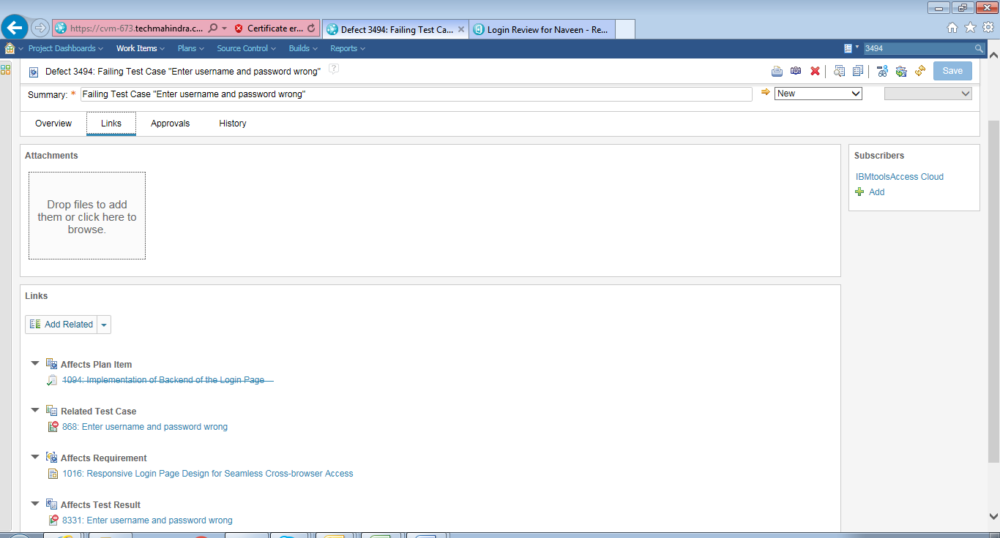 https://cvm-673.techmahindra.c...
Certificate er...
Defect 3494: Failing Test Ca...
Login Review for Naveen - Re...
Project Dashboards
Work Items
Plans
Source Control
Builds
Reports
3494
Defect 3494: Failing Test Case "Enter username and password wrong"
?
Save
Summary: *
Failing Test Case "Enter username and password wrong"
New
Overview
Links
Approvals
History
Attachments
Drop files to add
them or click here to
browse.
Subscribers
IBMtoolsAccess Cloud
Add
Links
Add Related
Affects Plan Item
1094: Implementation of Backend of the Login Page
Related Test Case
868: Enter username and password wrong
Affects Requirement
1016: Responsive Login Page Design for Seamless Cross-browser Access
Affects Test Result
8331: Enter username and password wrong